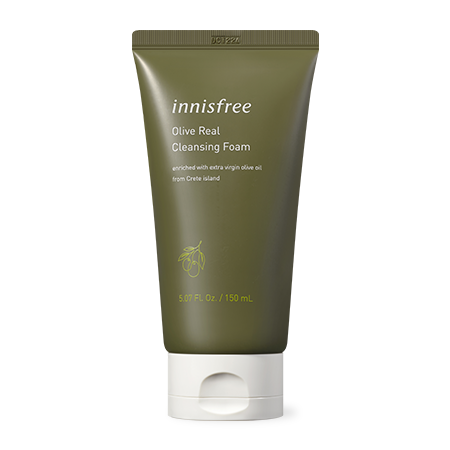 innisfree
Olive Real
Cleansing Foam
enriched with extra virgin olive oil
from Crete island
5.07 FL Oz. / 150 mL